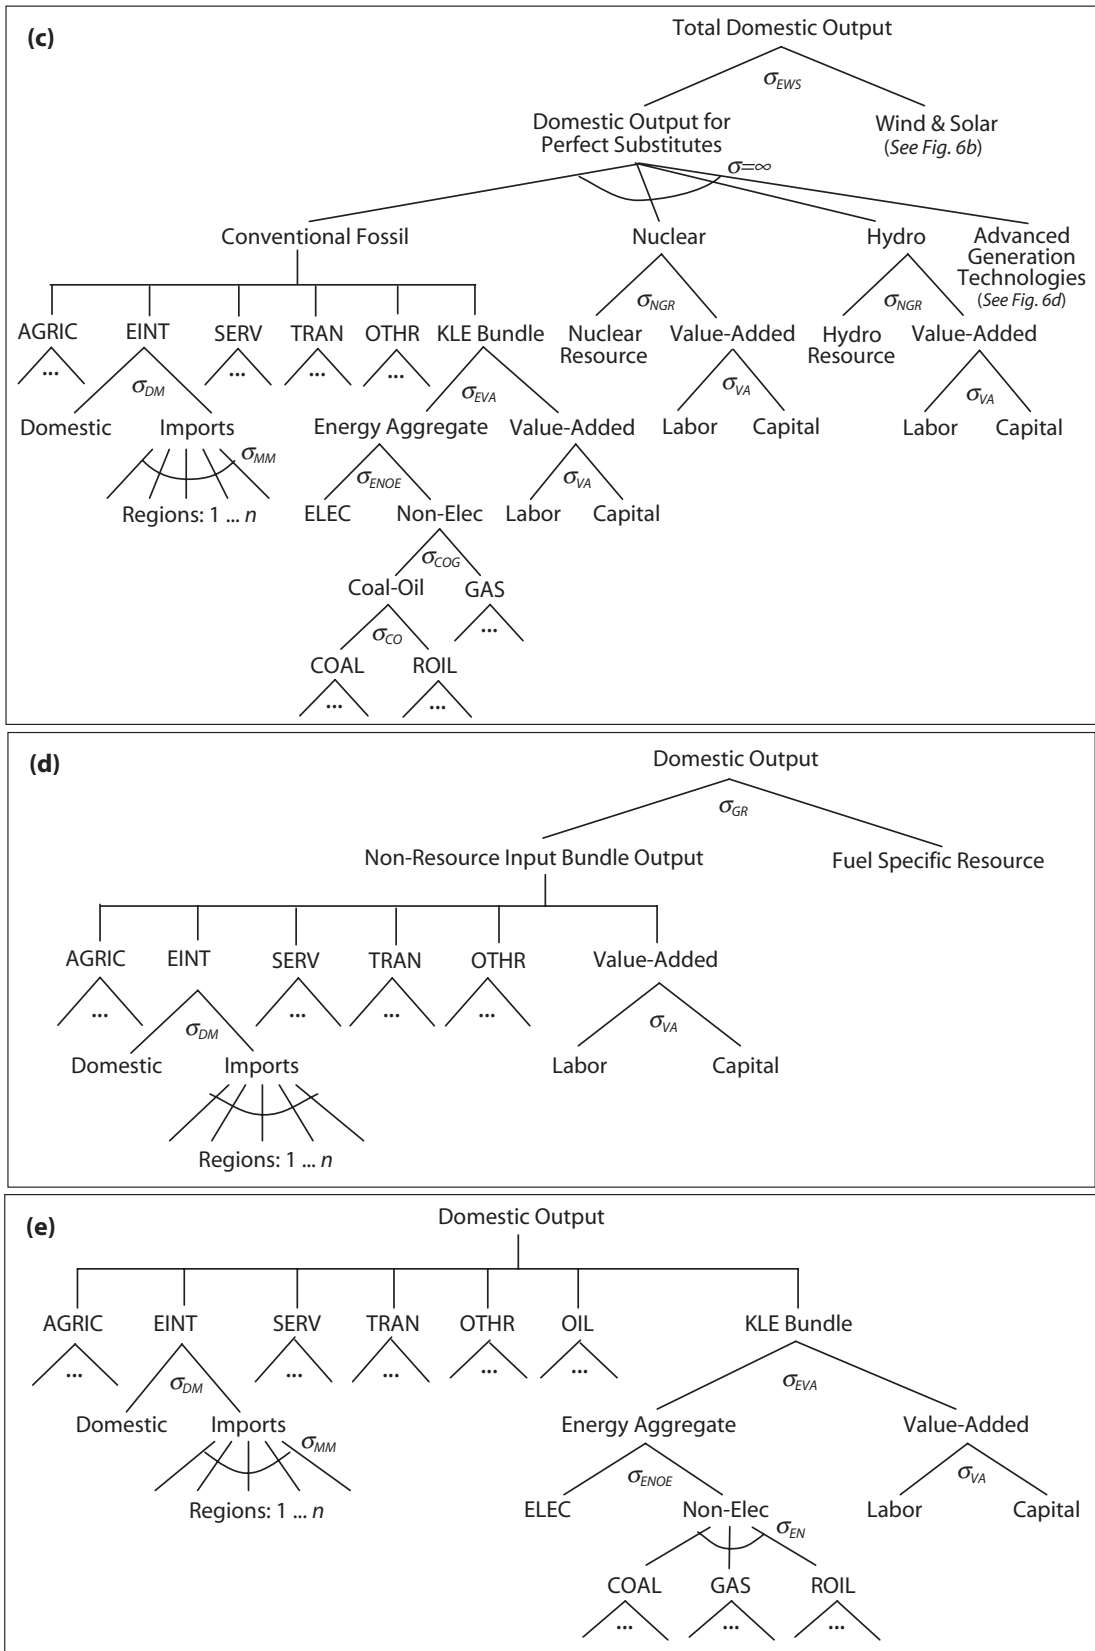 (c)
Total Domestic Output
σEWS
Domestic Output for
Perfect Substitutes
Wind & Solar
(See Fig. 6b)
σ=∞
Conventional Fossil
Nuclear
Hydro
Advanced
Generation
Technologies
(See Fig. 6d)
σNGR
σNGR
AGRIC
EINT
SERV
TRAN
OTHR
KLE Bundle
Nuclear
Resource
Value-Added
Hydro
Resource
Value-Added
...
...
...
...
σDM
σEVA
σVA
σVA
Domestic
Imports
Energy Aggregate
Value-Added
Labor
Capital
Labor
Capital
σMM
σENOE
σVA
Regions: 1 ... n
ELEC
Non-Elec
Labor
Capital
σCOG
Coal-Oil
GAS
...
σCO
COAL
ROIL
...
...
(d)
Domestic Output
σGR
Non-Resource Input Bundle Output
Fuel Specific Resource
AGRIC
EINT
SERV
TRAN
OTHR
Value-Added
...
...
...
...
σDM
σVA
Domestic
Imports
Labor
Capital
Regions: 1 ... n
(e)
Domestic Output
AGRIC
EINT
SERV
TRAN
OTHR
OIL
KLE Bundle
...
...
...
...
...
σDM
σEVA
Domestic
Imports
Energy Aggregate
Value-Added
σMM
σENOE
σVA
Regions: 1 ... n
ELEC
Non-Elec
Labor
Capital
σEN
COAL
GAS
ROIL
...
...
...